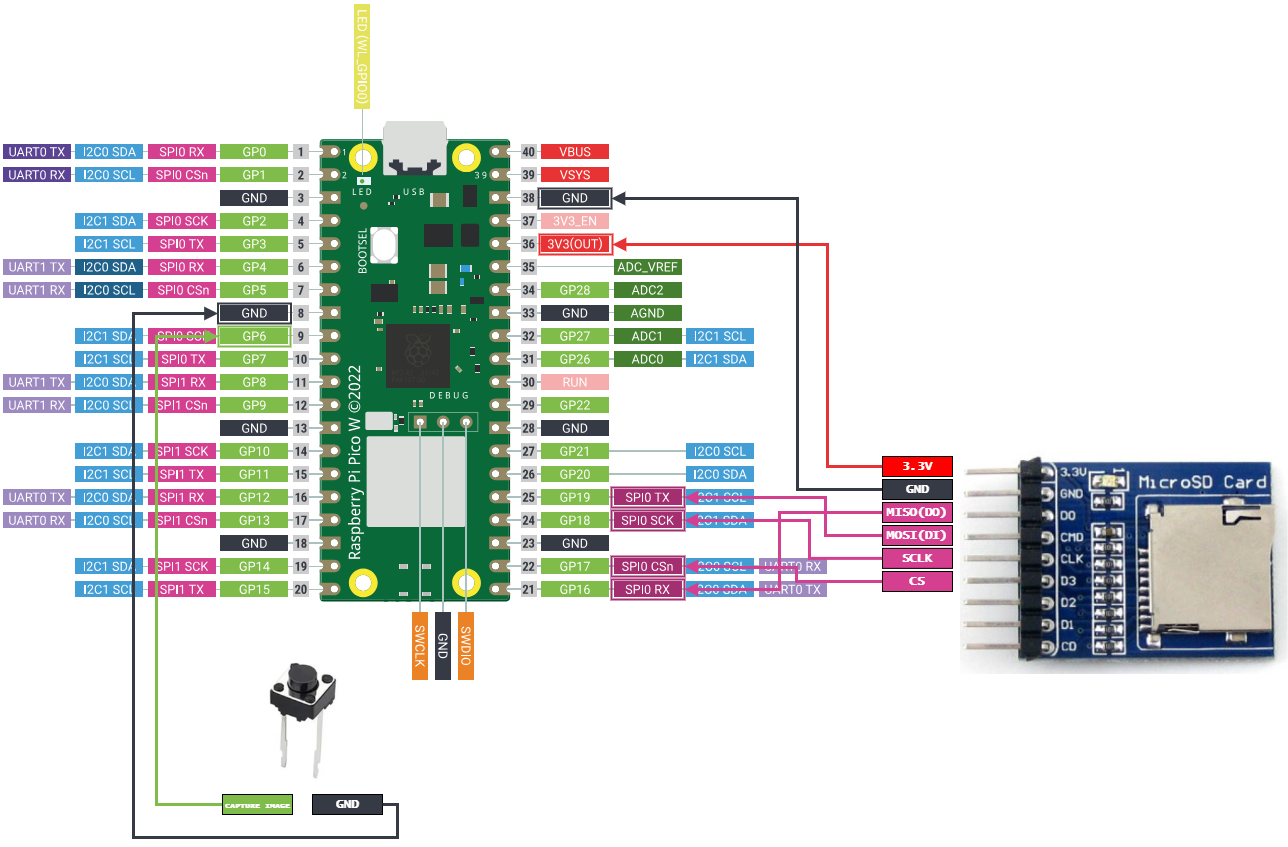 LED (WL_GPIO0)
UART0 TX I2C0 SDA SPI0 RX GP0 1 1 40 VBUS
UART0 RX I2C0 SCL SPI0 CSn GP1 2 2 39 39 VSYS
LED USB
GND 3 38 GND
I2C1 SDA SPI0 SCK GP2 4 37 3V3_EN
I2C1 SCL SPI0 TX GP3 5 36 3V3(OUT)
BOOTSEL
UART1 TX I2C0 SDA SPI0 RX GP4 6 35 ADC_VREF
UART1 RX I2C0 SCL SPI0 CSn GP5 7 34 GP28 ADC2
GND 8 33 GND AGND
I2C1 SDA SPI0 SCK GP6 9 32 GP27 ADC1 I2C1 SCL
I2C1 SCL SPI0 TX GP7 10 31 GP26 ADC0 I2C1 SDA
UART1 TX I2C0 SDA SPI1 RX GP8 11 30 RUN
DEBUG
UART1 RX I2C0 SCL SPI1 CSn GP9 12 29 GP22
GND 13 28 GND
I2C1 SDA SPI1 SCK GP10 14 27 GP21 I2C0 SCL
I2C1 SCL SPI1 TX GP11 15 26 GP20 I2C0 SDA
UART0 TX I2C0 SDA SPI1 RX GP12 16 25 GP19 SPI0 TX I2C1 SCL
UART0 RX I2C0 SCL SPI1 CSn GP13 17 24 GP18 SPI0 SCK I2C1 SDA
GND 18 23 GND
I2C1 SDA SPI1 SCK GP14 19 22 GP17 SPI0 CSn I2C0 SCL UART0 RX
I2C1 SCL SPI1 TX GP15 20 21 GP16 SPI0 RX I2C0 SDA UART0 TX
Raspberry Pi Pico W ©2022
SWCLK GND SWDIO
3.3V
GND
MISO(DO)
MOSI(DI)
SCLK
CS
MicroSD Card
3.3V 1
GND
D0
CMD
CLK
D3
D2
D1
CD
CAPTURE IMAGE GND